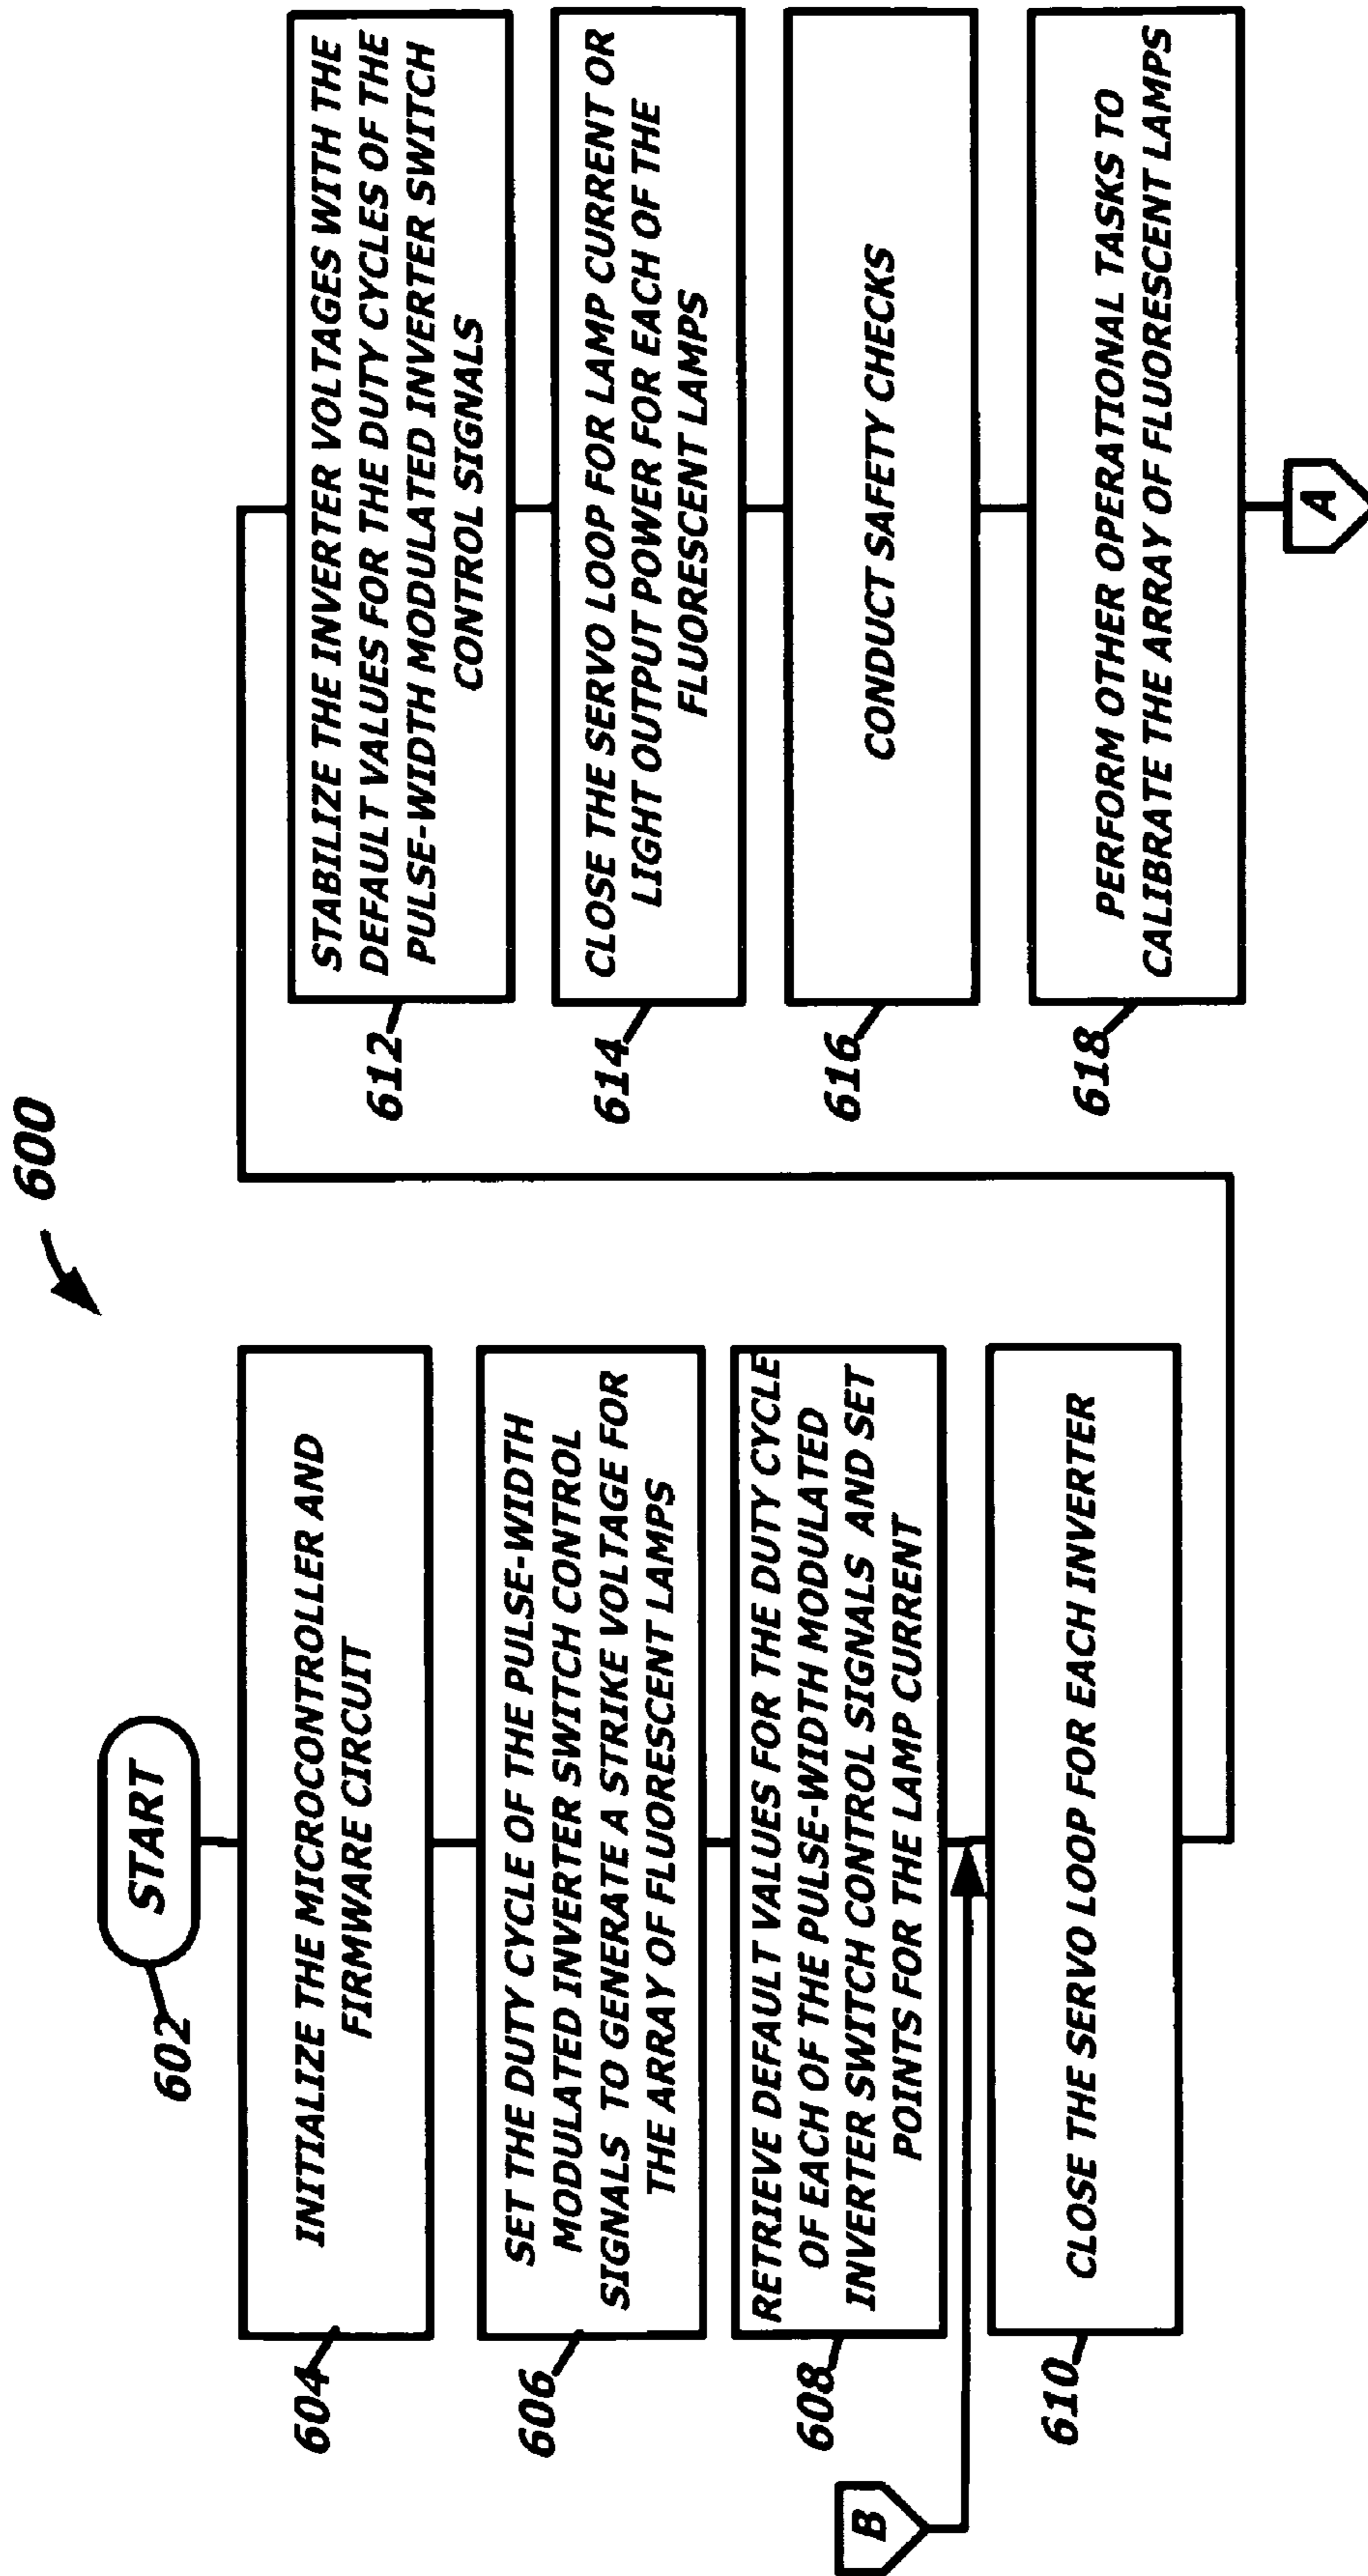 600
START
602
INITIALIZE THE MICROCONTROLLER AND
FIRMWARE CIRCUIT
604
SET THE DUTY CYCLE OF THE PULSE-WIDTH
MODULATED INVERTER SWITCH CONTROL
SIGNALS TO GENERATE A STRIKE VOLTAGE FOR
THE ARRAY OF FLUORESCENT LAMPS
606
RETRIEVE DEFAULT VALUES FOR THE DUTY CYCLE
OF EACH OF THE PULSE-WIDTH MODULATED
INVERTER SWITCH CONTROL SIGNALS AND SET
POINTS FOR THE LAMP CURRENT
608
B
CLOSE THE SERVO LOOP FOR EACH INVERTER
610
STABILIZE THE INVERTER VOLTAGES WITH THE
DEFAULT VALUES FOR THE DUTY CYCLES OF THE
PULSE-WIDTH MODULATED INVERTER SWITCH
CONTROL SIGNALS
612
CLOSE THE SERVO LOOP FOR LAMP CURRENT OR
LIGHT OUTPUT POWER FOR EACH OF THE
FLUORESCENT LAMPS
614
CONDUCT SAFETY CHECKS
616
PERFORM OTHER OPERATIONAL TASKS TO
CALIBRATE THE ARRAY OF FLUORESCENT LAMPS
618
A